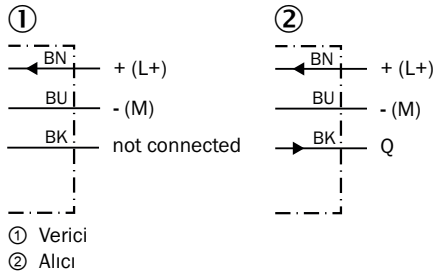 ① ②
BN + (L+) BN + (L+)
BU - (M) BU - (M)
BK not connected BK Q
① Verici
② Alıcı